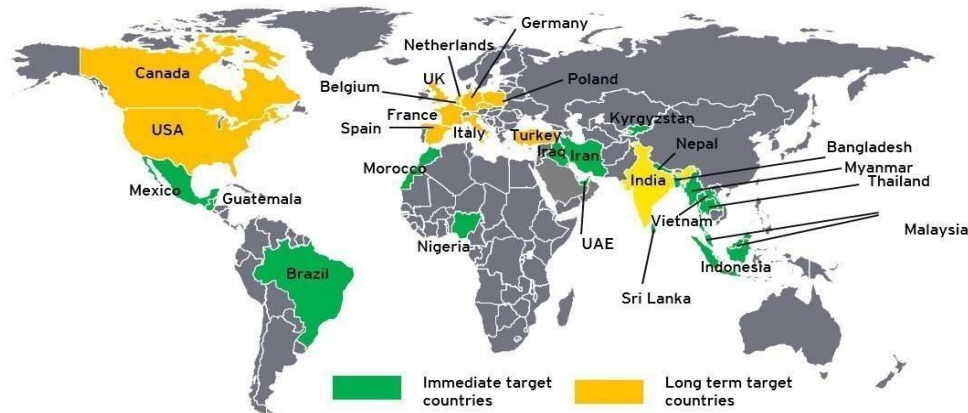 Germany
Netherlands
Canada
UK
Poland
Belgium
France
Kyrgyzstan
USA
Spain
Italy
Turkey
Nepal
Bangladesh
Iraq
Iran
Morocco
Myanmar
India
Thailand
Mexico
Guatemala
Vietnam
Malaysia
Nigeria
UAE
Brazil
Indonesia
Sri Lanka
Immediate target
countries
Long term target
countries